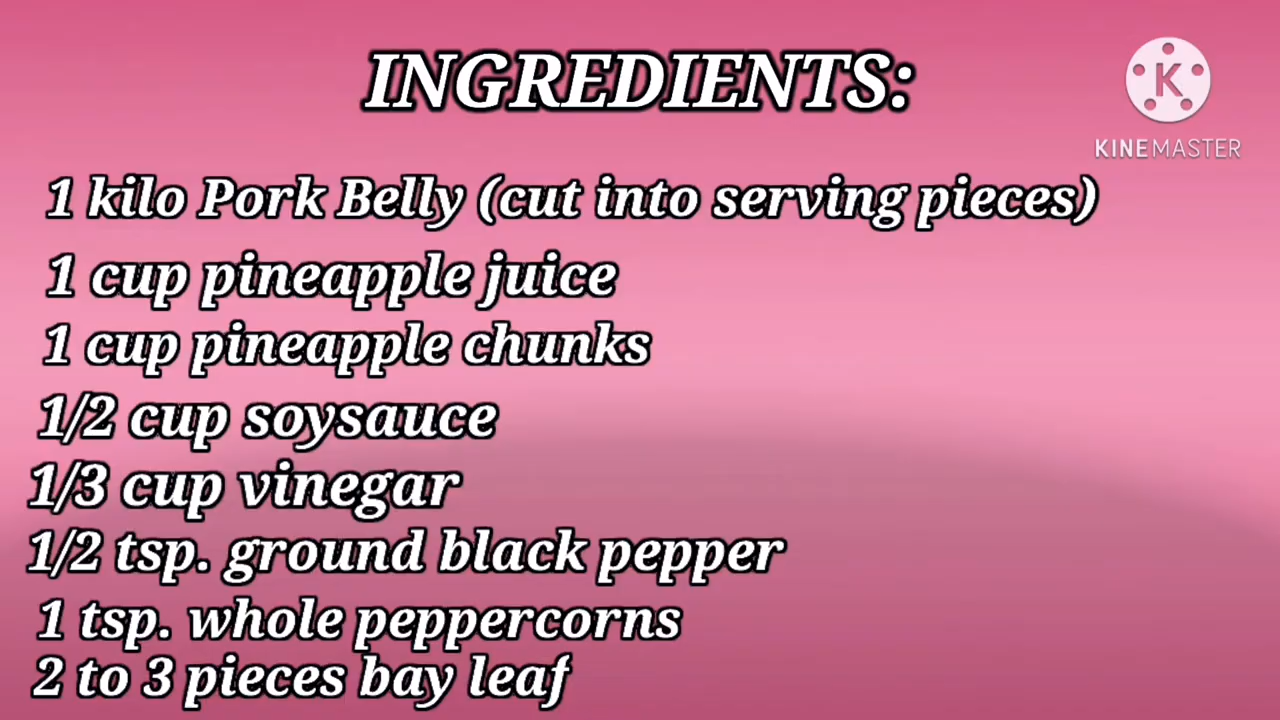 INGREDIENTS:
K
KINEMASTER
1 kilo Pork Belly (cut into serving pieces)
1 cup pineapple juice
1 cup pineapple chunks
1/2 cup soysauce
1/3 cup vinegar
1/2 tsp. ground black pepper
1 tsp. whole peppercorns
2 to 3 pieces bay leaf